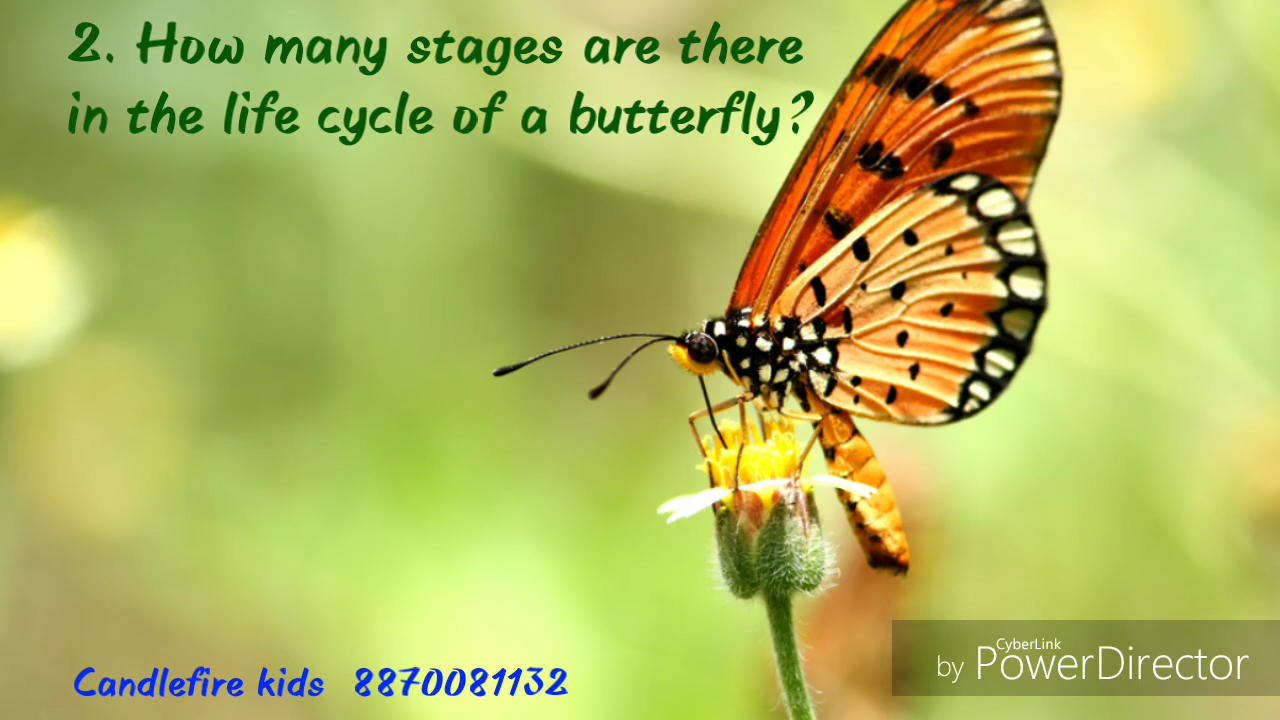 2. How many stages are there
in the life cycle of a butterfly?
Candlefire kids 8870081132
CyberLink
by PowerDirector